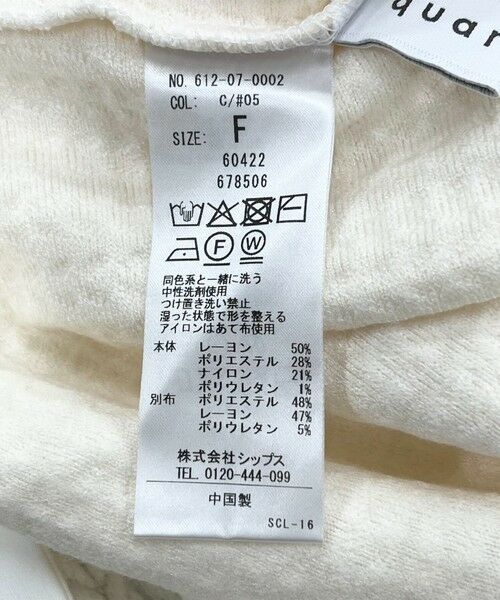 quar
NO. 612-07-0002
COL: C/#05
SIZE: F
60422
678506
F W
同色系と一緒に洗う
中性洗剤使用
つけ置き洗い禁止
湿った状態で形を整える
アイロンはあて布使用
本体 レーヨン 50%
ポリエステル 28%
ナイロン 21%
ポリウレタン 1%
別布 ポリエステル 48%
レーヨン 47%
ポリウレタン 5%
株式会社シップス
TEL. 0120-444-099
中国製
SCL-16